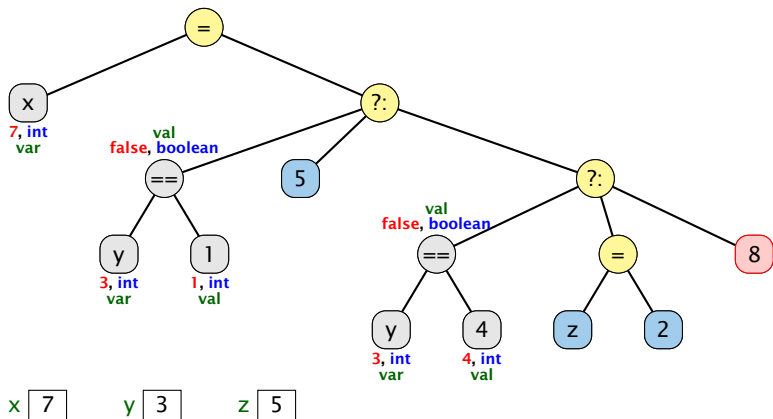 =
x
?:
7, int
var
val
false, boolean
==
5
?:
val
false, boolean
y
1
==
=
8
3, int
var
1, int
val
y
4
z
2
3, int
var
4, int
val
x 7 y 3 z 5